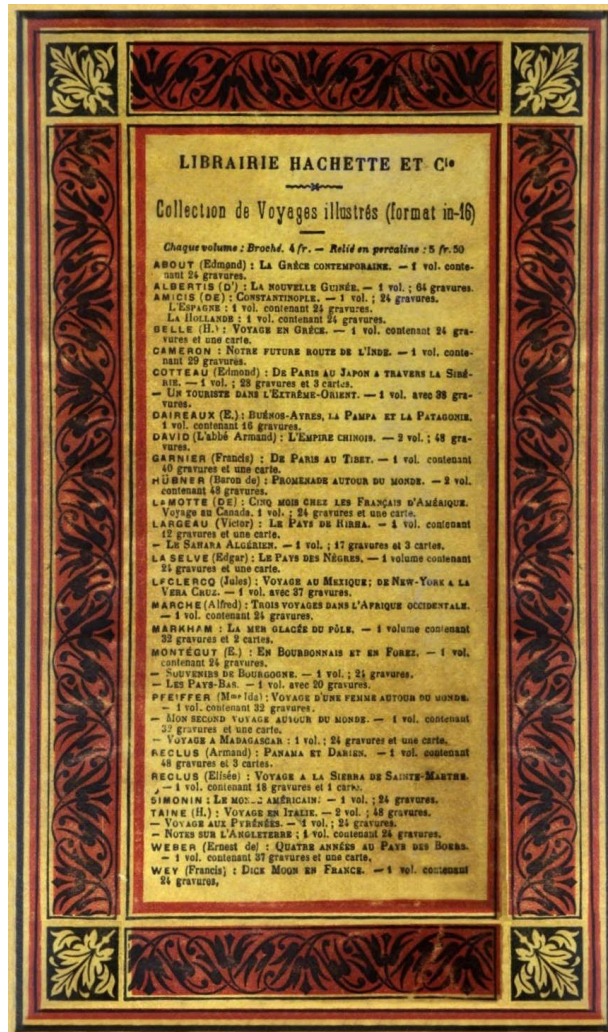 LIBRAIRIE HACHETTE ET Cie
Collection de Voyages illustrés (format in-16)
Chaque volume : Broché. 4 fr. — Relié en percaline : 5 fr. 50
ABOUT (Edmond) : LA GRÈCE CONTEMPORAINE. — 1 vol. conte-
nant 24 gravures.
ALBERTIS (D') : LA NOUVELLE GUINÉE. — 1 vol. ; 64 gravures.
AMICIS (DE) : CONSTANTINOPLE. — 1 vol. ; 24 gravures.
L'ESPAGNE : 1 vol. contenant 24 gravures.
LA HOLLANDE : 1 vol. contenant 24 gravures.
BELLE (H.) : VOYAGE EN GRÈCE. — 1 vol. contenant 24 gra-
vures et une carte.
CAMERON : NOTRE FUTURE ROUTE DE L'INDE. — 1 vol. conte-
nant 29 gravures.
COTTEAU (Edmond) : DE PARIS AU JAPON A TRAVERS LA SIBÉ-
RIE. — 1 vol. ; 28 gravures et 3 cartes.
— UN TOURISTE DANS L'EXTRÊME-ORIENT. — 1 vol. avec 38 gra-
vures.
DAIREAUX (E.) : BUÉNOS-AYRES, LA PAMPA ET LA PATAGONIE.
1 vol. contenant 16 gravures.
DAVID (L'abbé Armand) : L'EMPIRE CHINOIS. — 2 vol. ; 48 gra-
vures.
GARNIER (Francis) : DE PARIS AU TIBET. — 1 vol. contenant
40 gravures et une carte.
HÜBNER (Baron de) : PROMENADE AUTOUR DU MONDE. — 2 vol.
contenant 48 gravures.
LAMOTTE (DE) : CINQ MOIS CHEZ LES FRANÇAIS D'AMÉRIQUE.
Voyage au Canada. 1 vol. ; 24 gravures et une carte.
LARGEAU (Victor) : LE PAYS DE RIRHA. — 1 vol. contenant
12 gravures et une carte.
— LE SAHARA ALGÉRIEN. — 1 vol. ; 17 gravures et 3 cartes.
LA SELVE (Edgar) : LE PAYS DES NÈGRES. — 1 volume contenant
24 gravures et une carte.
LECLERCQ (Jules) : VOYAGE AU MEXIQUE; DE NEW-YORK A LA
VERA CRUZ. — 1 vol. avec 37 gravures.
MARCHE (Alfred) : TROIS VOYAGES DANS L'AFRIQUE OCCIDENTALE.
— 1 vol. contenant 24 gravures.
MARKHAM : LA MER GLACÉE DU PÔLE. — 1 volume contenant
32 gravures et 2 cartes.
MONTÉGUT (E.) : EN BOURBONNAIS ET EN FOREZ. — 1 vol.
contenant 24 gravures.
— SOUVENIRS DE BOURGOGNE. — 1 vol. ; 24 gravures.
— LES PAYS-BAS. — 1 vol. avec 20 gravures.
PFEIFFER (Mme Ida) : VOYAGE D'UNE FEMME AUTOUR DU MONDE.
— 1 vol. contenant 32 gravures.
— MON SECOND VOYAGE AUTOUR DU MONDE. — 1 vol. contenant
32 gravures et une carte.
— VOYAGE A MADAGASCAR : 1 vol. ; 24 gravures et une carte.
RECLUS (Armand) : PANAMA ET DARIEN. — 1 vol. contenant
48 gravures et 3 cartes.
RECLUS (Elisée) : VOYAGE A LA SIERRA DE SAINTE-MARTHE.
— 1 vol. contenant 18 gravures et 1 carte.
SIMONIN : LE MONDE AMÉRICAIN. — 1 vol. ; 24 gravures.
TAINE (H.) : VOYAGE EN ITALIE. — 2 vol. ; 48 gravures.
— VOYAGE AUX PYRÉNÉES. — 1 vol. ; 24 gravures.
— NOTES SUR L'ANGLETERRE ; 1 vol. contenant 24 gravures.
WEBER (Ernest de) : QUATRE ANNÉES AU PAYS DES BOERS.
— 1 vol. contenant 37 gravures et une carte.
WEY (Francis) : DICK MOON EN FRANCE. — 1 vol. contenant
24 gravures.